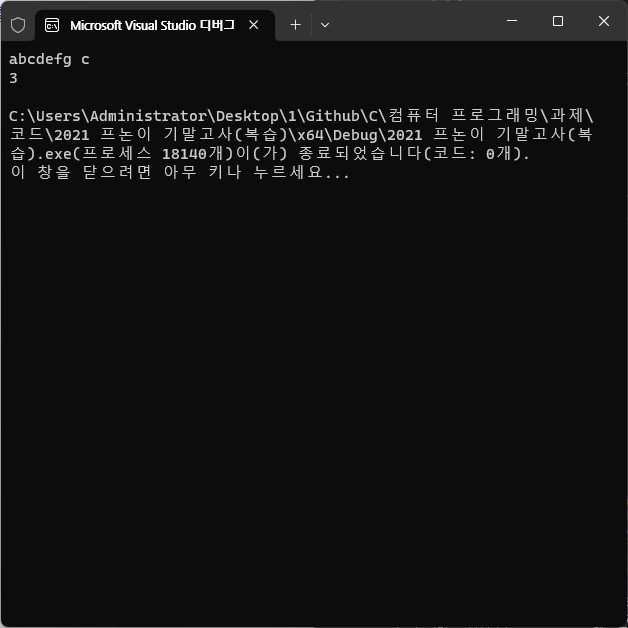 Microsoft Visual Studio 디버그
abcdefg c
3
C:\Users\Administrator\Desktop\1\Github\C\컴퓨터 프로그래밍\과제\
코드\2021 프논이 기말고사(복습)\x64\Debug\2021 프논이 기말고사(복
습).exe(프로세스 18140개)이(가) 종료되었습니다(코드: 0개).
이 창을 닫으려면 아무 키나 누르세요...